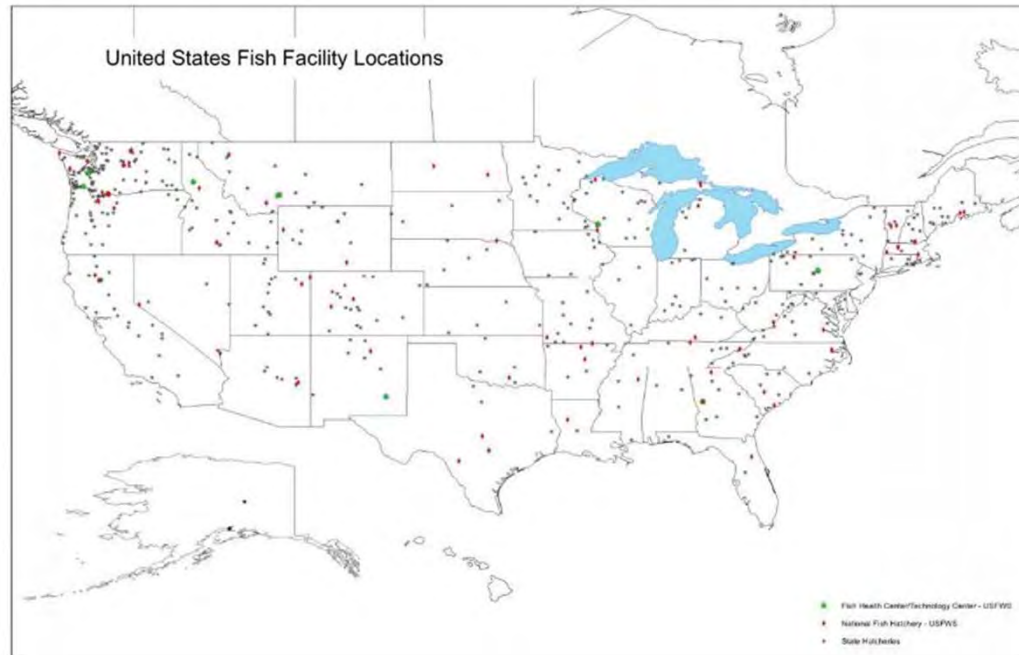 United States Fish Facility Locations
Fish Health Center/Technology Center - USFWS
National Fish Hatchery - USFWS
State Hatcheries